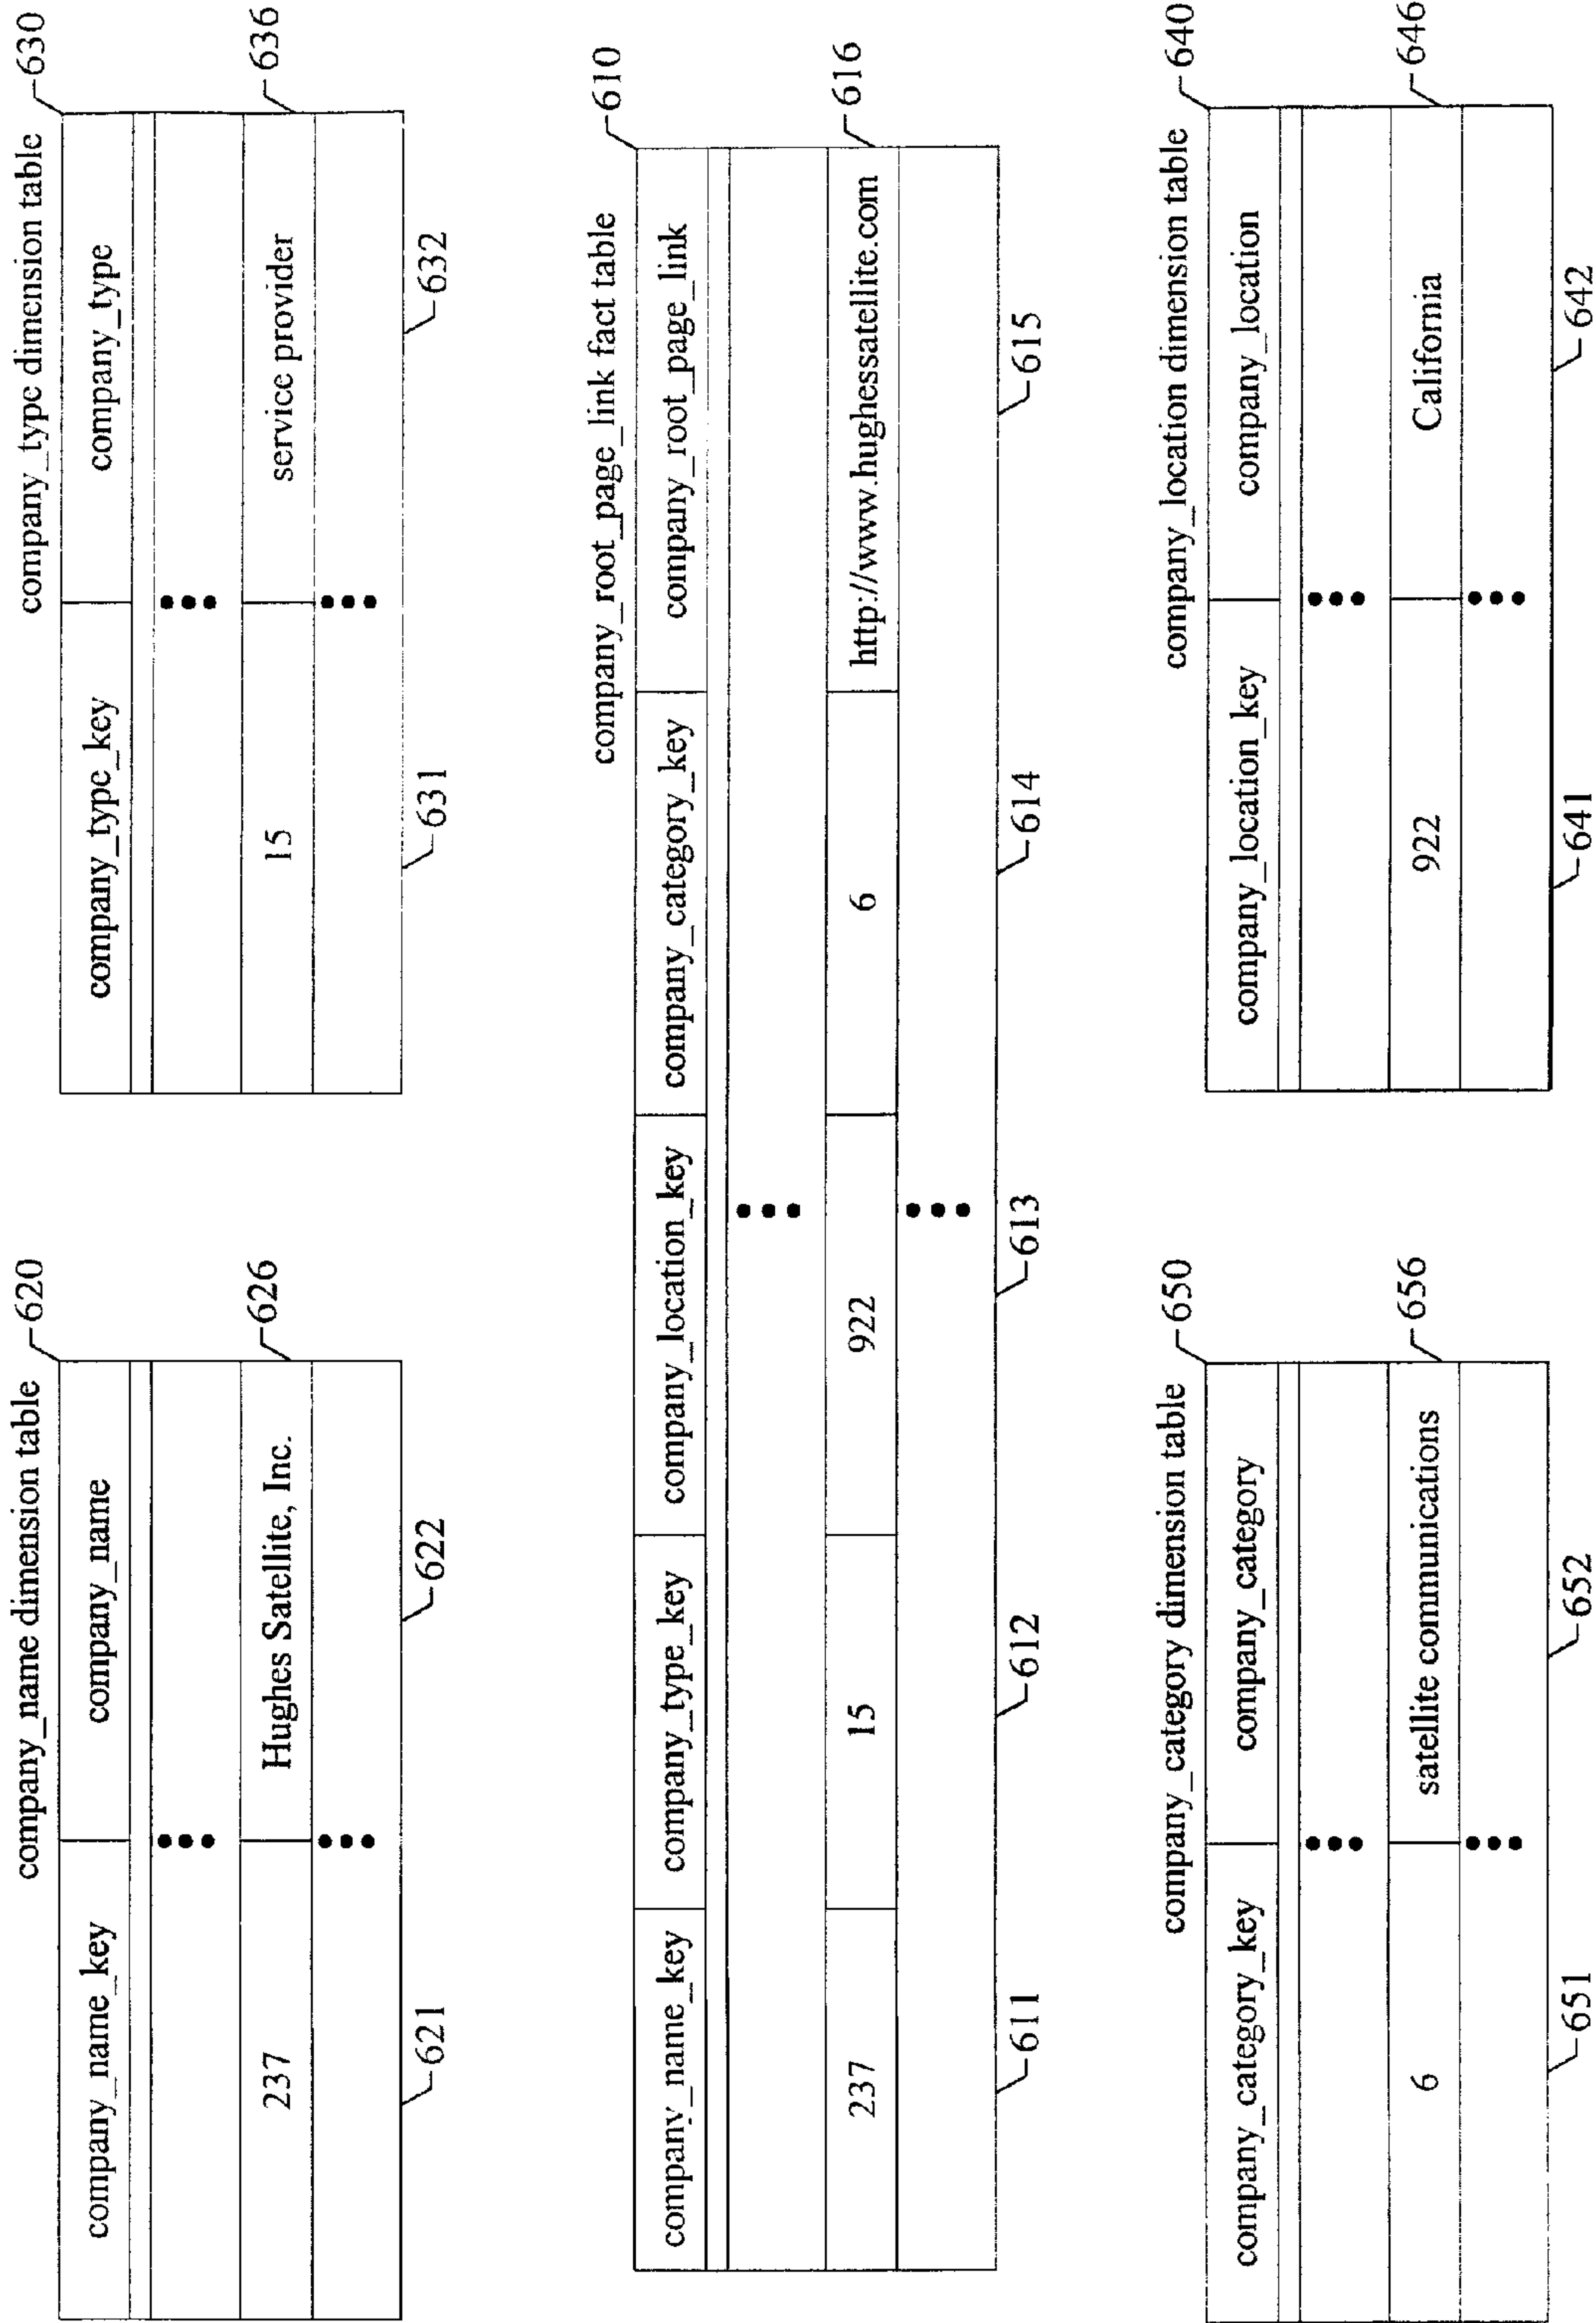 company_name dimension table
620
company_name_key company_name
237 Hughes Satellite, Inc.
626
621 622
company_type dimension table
630
company_type_key company_type
15 service provider
636
631 632
company_root_page_link fact table
610
company_name_key company_type_key company_location_key company_category_key company_root_page_link
237 15 922 6 http://www.hughessatellite.com
616
611 612 613 614 615
company_category dimension table
650
company_category_key company_category
6 satellite communications
656
651 652
company_location dimension table
640
company_location_key company_location
922 California
646
641 642